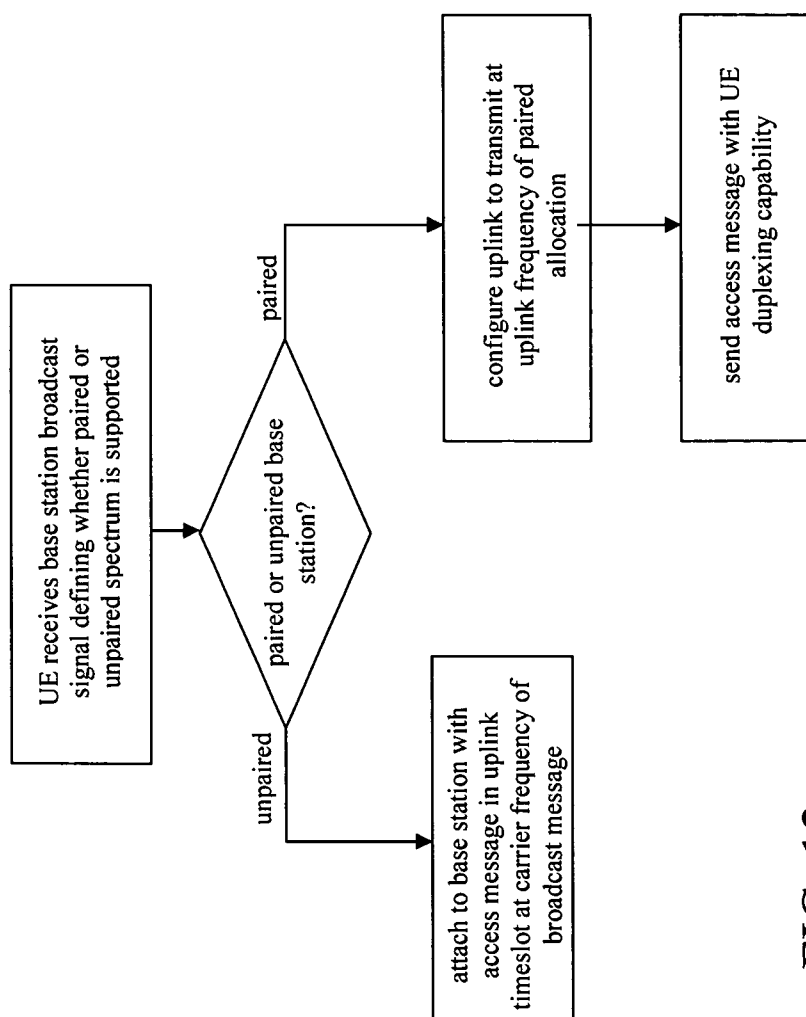 UE receives base station broadcast
signal defining whether paired or
unpaired spectrum is supported
paired or unpaired base
station?
unpaired
paired
attach to base station with
access message in uplink
timeslot at carrier frequency of
broadcast message
configure uplink to transmit at
uplink frequency of paired
allocation
send access message with UE
duplexing capability
FIG.